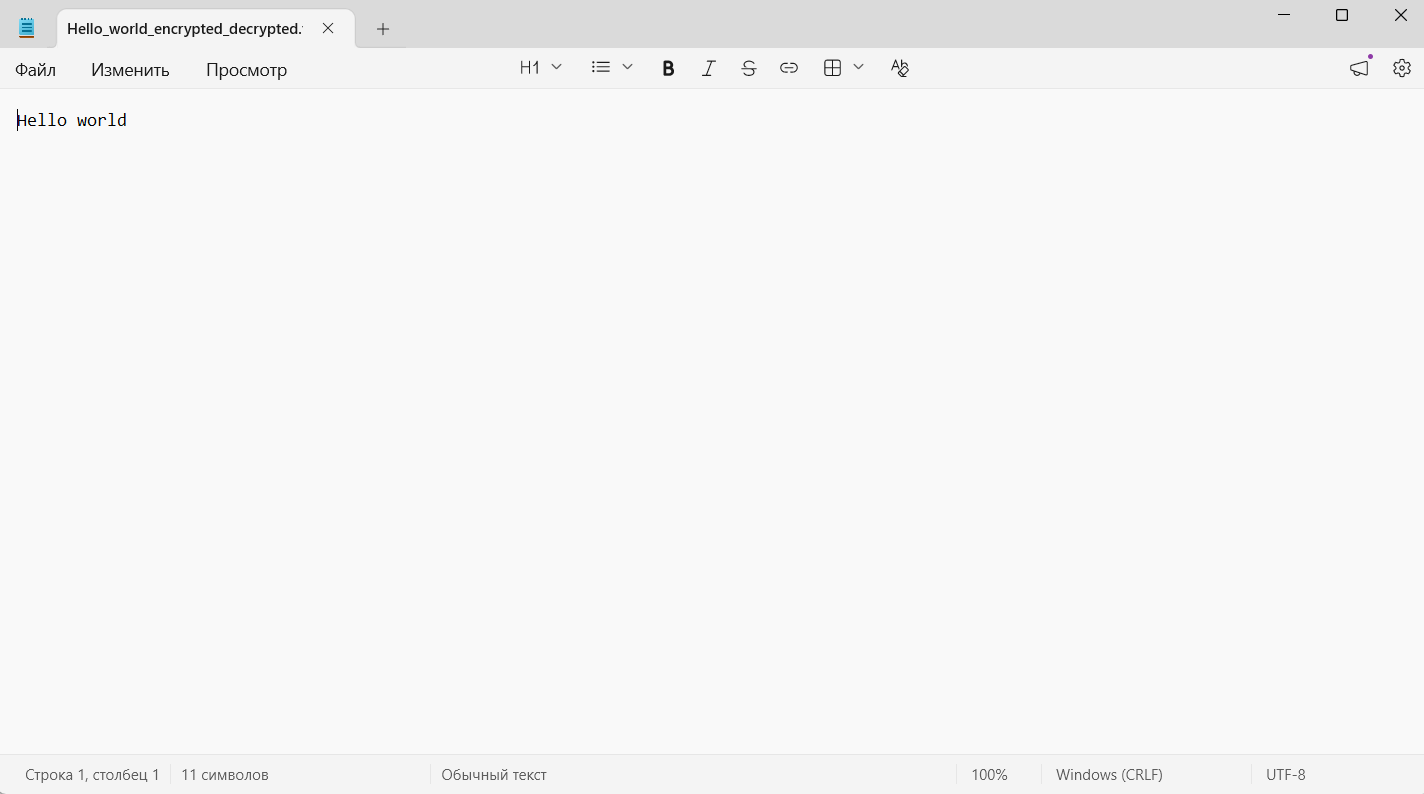 Hello_world_encrypted_decrypted.
Файл Изменить Просмотр H1 B I S Ab
Hello world
Строка 1, столбец 1 11 символов Обычный текст 100% Windows (CRLF) UTF-8